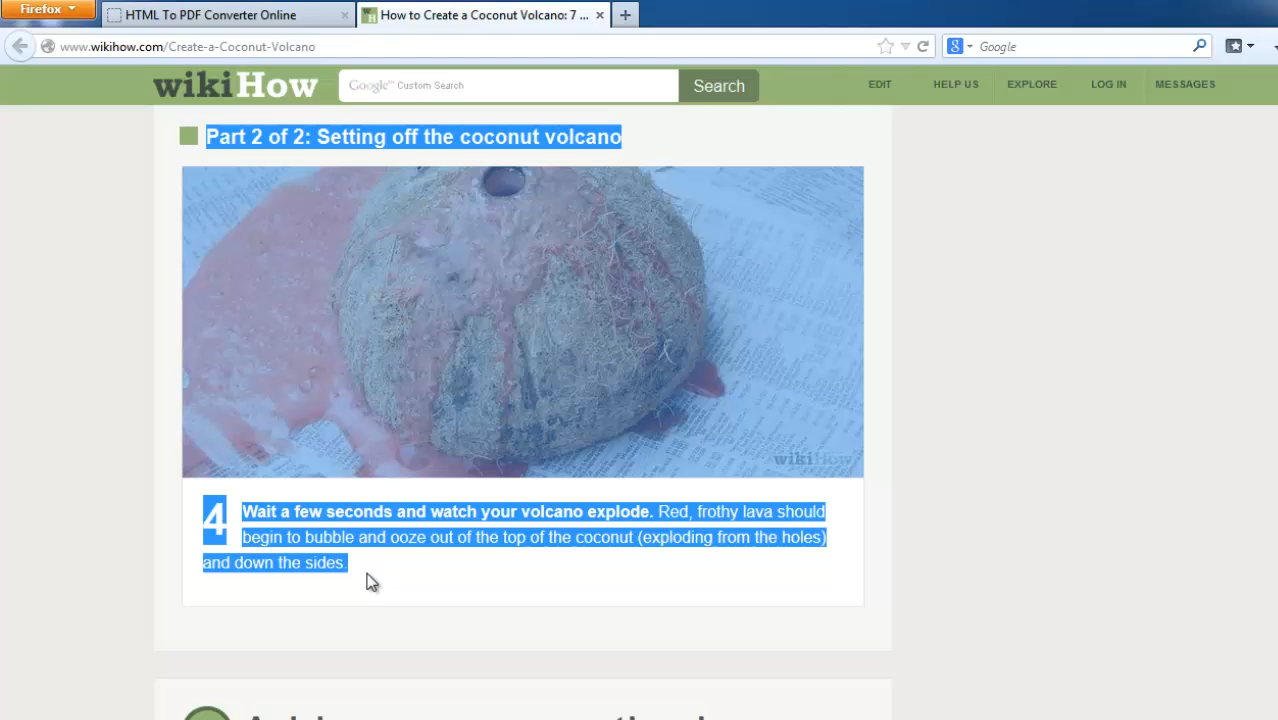 Firefox
HTML To PDF Converter Online
How to Create a Coconut Volcano: 7 ...
www.wikihow.com/Create-a-Coconut-Volcano
Google
wikiHow
Google™ Custom Search
Search
EDIT
HELP US
EXPLORE
LOG IN
MESSAGES
Part 2 of 2: Setting off the coconut volcano
wikiHow
4 Wait a few seconds and watch your volcano explode. Red, frothy lava should
begin to bubble and ooze out of the top of the coconut (exploding from the holes)
and down the sides.